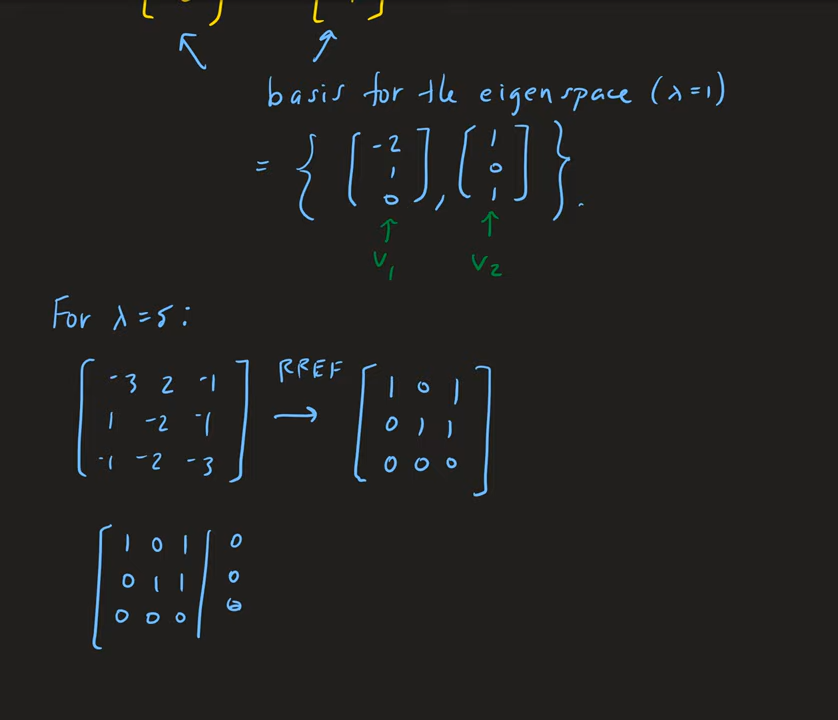 basis for the eigenspace (λ=1)
= { [ -2 1 0 ], [ 1 0 1 ] }.
v1 v2
For λ=5:
RREF
[ -3 2 -1 ] → [ 1 0 1 ]
[ 1 -2 -1 ] [ 0 1 1 ]
[ -1 -2 -3 ] [ 0 0 0 ]
[ 1 0 1 | 0 ]
[ 0 1 1 | 0 ]
[ 0 0 0 | 0 ]